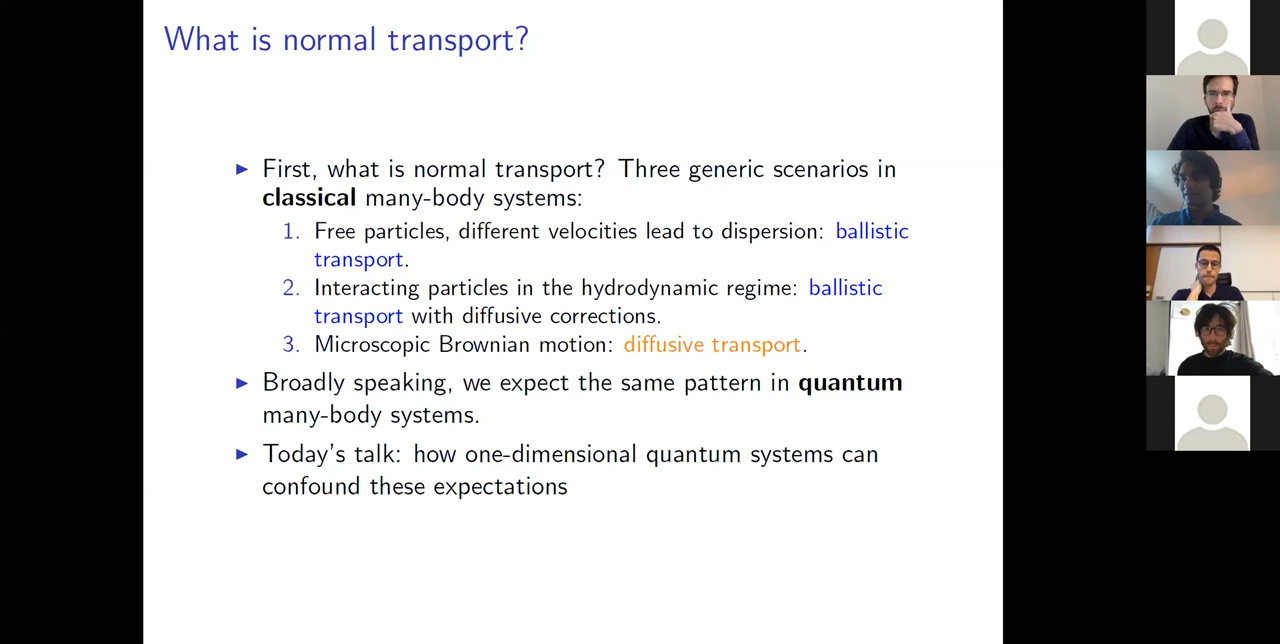 What is normal transport?
▶ First, what is normal transport? Three generic scenarios in
classical many-body systems:
1. Free particles, different velocities lead to dispersion: ballistic
transport.
2. Interacting particles in the hydrodynamic regime: ballistic
transport with diffusive corrections.
3. Microscopic Brownian motion: diffusive transport.
▶ Broadly speaking, we expect the same pattern in quantum
many-body systems.
▶ Today's talk: how one-dimensional quantum systems can
confound these expectations